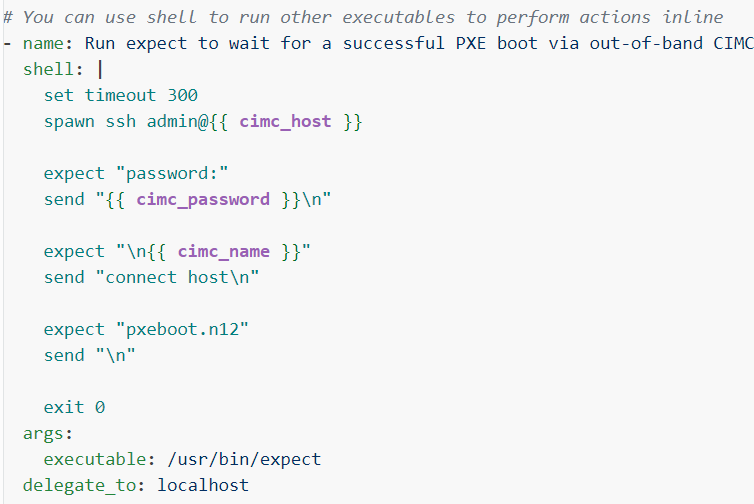 # You can use shell to run other executables to perform actions inline
- name: Run expect to wait for a successful PXE boot via out-of-band CIMC
  shell: |
    set timeout 300
    spawn ssh admin@{{ cimc_host }}

    expect "password:"
    send "{{ cimc_password }}\n"

    expect "\n{{ cimc_name }}"
    send "connect host\n"

    expect "pxeboot.n12"
    send "\n"

    exit 0
  args:
    executable: /usr/bin/expect
  delegate_to: localhost